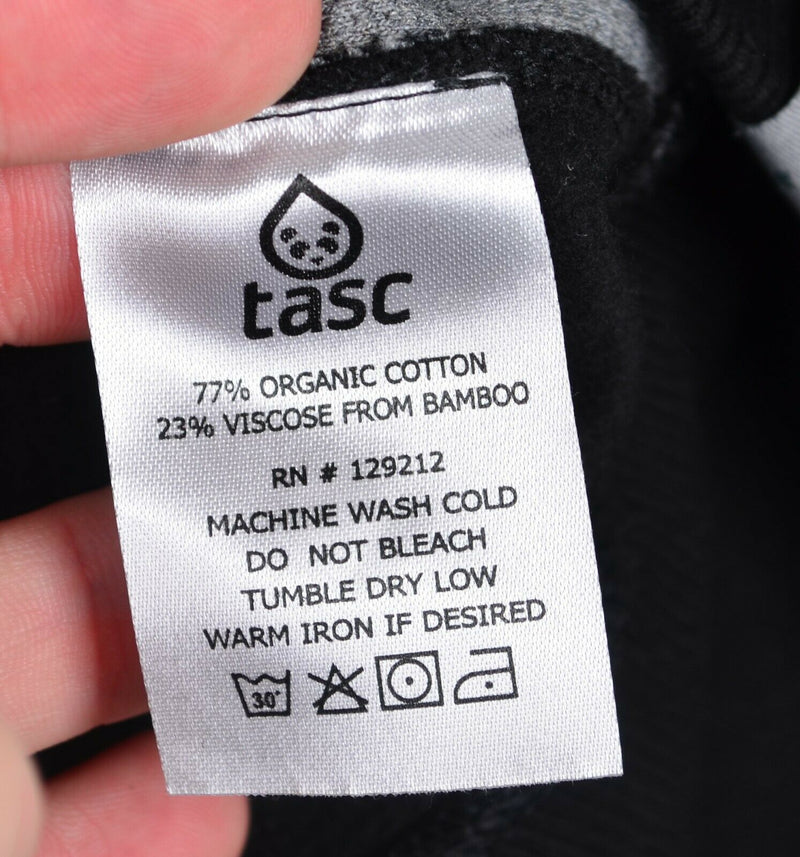 tasc
77% ORGANIC COTTON
23% VISCOSE FROM BAMBOO
RN # 129212
MACHINE WASH COLD
DO NOT BLEACH
TUMBLE DRY LOW
WARM IRON IF DESIRED
30°